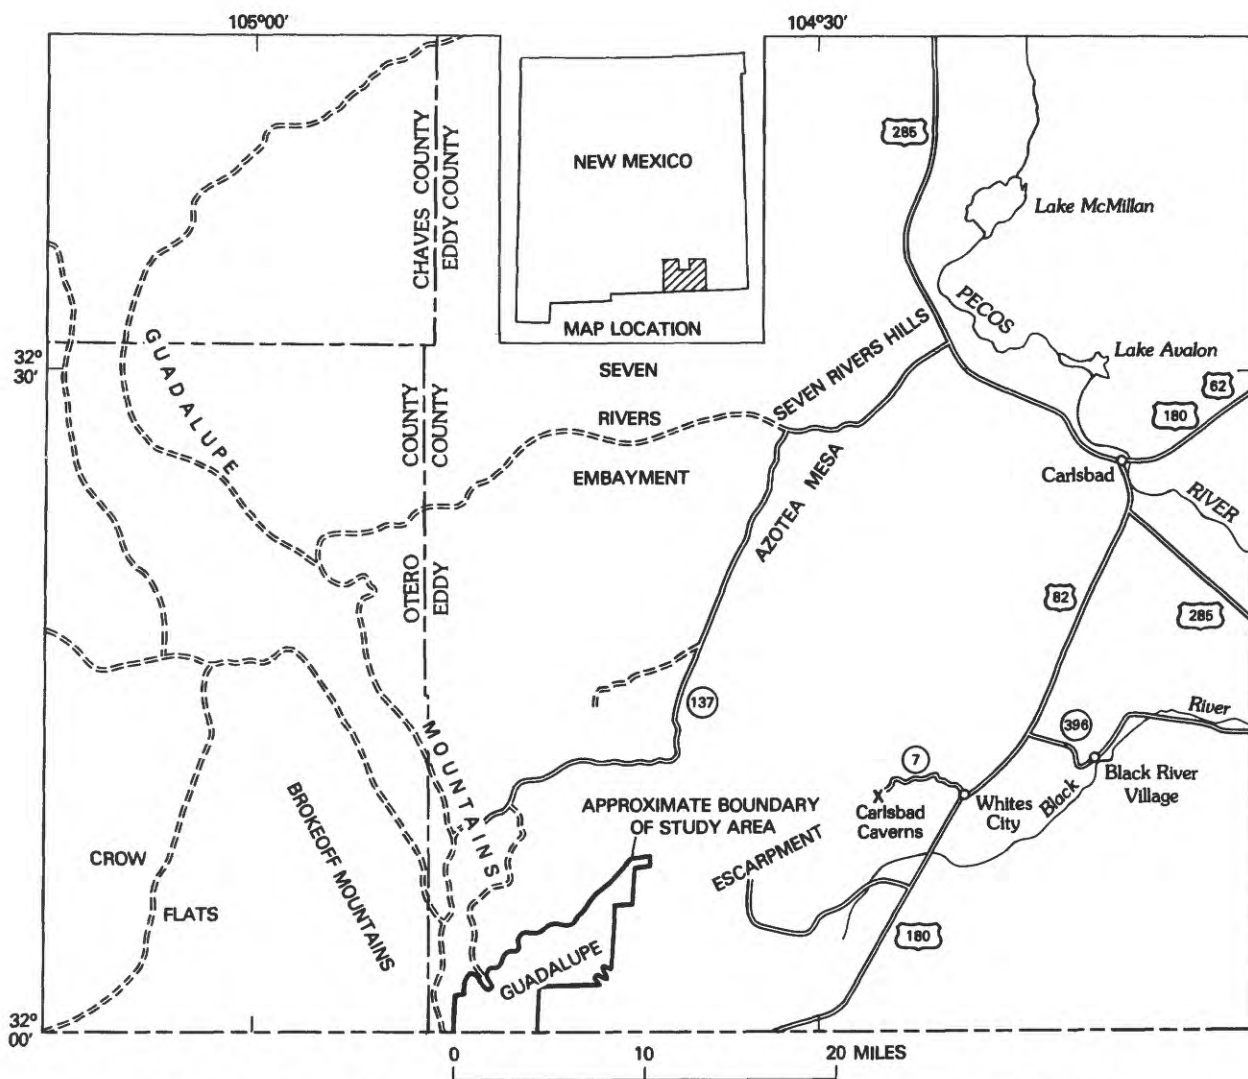 105°00'
104°30'
285
NEW MEXICO
MAP LOCATION
CHAVES COUNTY
EDDY COUNTY
Lake McMillan
PECOS
Lake Avalon
32°
30'
GUADALUPE
SEVEN
RIVERS
EMBAYMENT
SEVEN RIVERS HILLS
62
180
COUNTY
COUNTY
AZOTEA MESA
Carlsbad
RIVER
OTERO
EDDY
82
285
137
MOUNTAINS
396
River
7
Black River
Village
BROKEOFF MOUNTAINS
APPROXIMATE BOUNDARY
OF STUDY AREA
X
Carlsbad
Caverns
Whites
City
Black
CROW
FLATS
ESCARPMENT
180
GUADALUPE
32°
00'
0
10
20 MILES